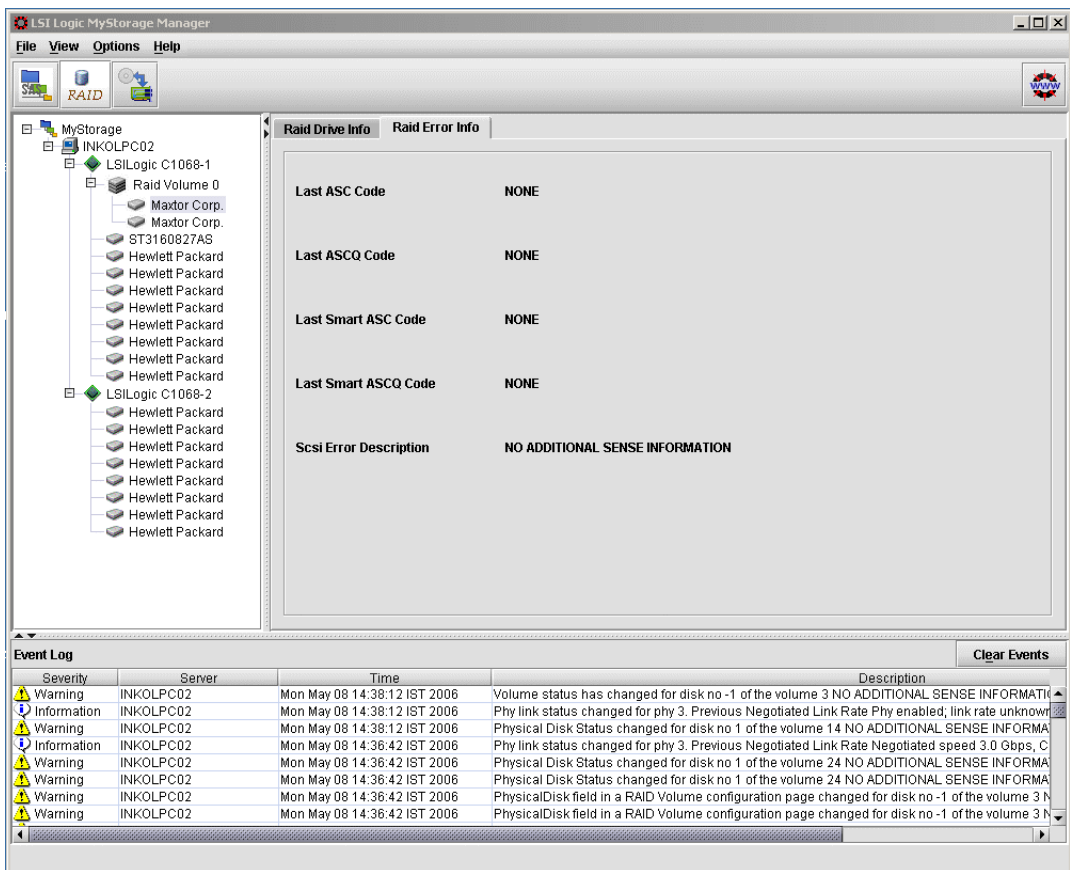 LSI Logic MyStorage Manager
File View Options Help
SAS RAID WWW
MyStorage
INKOLPC02
LSILogic C1068-1
Raid Volume 0
Maxtor Corp.
Maxtor Corp.
ST3160827AS
Hewlett Packard
Hewlett Packard
Hewlett Packard
Hewlett Packard
Hewlett Packard
Hewlett Packard
Hewlett Packard
Hewlett Packard
LSILogic C1068-2
Hewlett Packard
Hewlett Packard
Hewlett Packard
Hewlett Packard
Hewlett Packard
Hewlett Packard
Hewlett Packard
Hewlett Packard
Raid Drive Info Raid Error Info
Last ASC Code NONE
Last ASCQ Code NONE
Last Smart ASC Code NONE
Last Smart ASCQ Code NONE
Scsi Error Description NO ADDITIONAL SENSE INFORMATION
Event Log Clear Events
Severity Server Time Description
Warning INKOLPC02 Mon May 08 14:38:12 IST 2006 Volume status has changed for disk no -1 of the volume 3 NO ADDITIONAL SENSE INFORMATI
Information INKOLPC02 Mon May 08 14:38:12 IST 2006 Phy link status changed for phy 3. Previous Negotiated Link Rate Phy enabled; link rate unknown
Warning INKOLPC02 Mon May 08 14:38:12 IST 2006 Physical Disk Status changed for disk no 1 of the volume 14 NO ADDITIONAL SENSE INFORMA
Information INKOLPC02 Mon May 08 14:36:42 IST 2006 Phy link status changed for phy 3. Previous Negotiated Link Rate Negotiated speed 3.0 Gbps, C
Warning INKOLPC02 Mon May 08 14:36:42 IST 2006 Physical Disk Status changed for disk no 1 of the volume 24 NO ADDITIONAL SENSE INFORMA
Warning INKOLPC02 Mon May 08 14:36:42 IST 2006 Physical Disk Status changed for disk no 1 of the volume 24 NO ADDITIONAL SENSE INFORMA
Warning INKOLPC02 Mon May 08 14:36:42 IST 2006 PhysicalDisk field in a RAID Volume configuration page changed for disk no -1 of the volume 3 N
Warning INKOLPC02 Mon May 08 14:36:42 IST 2006 PhysicalDisk field in a RAID Volume configuration page changed for disk no -1 of the volume 3 N